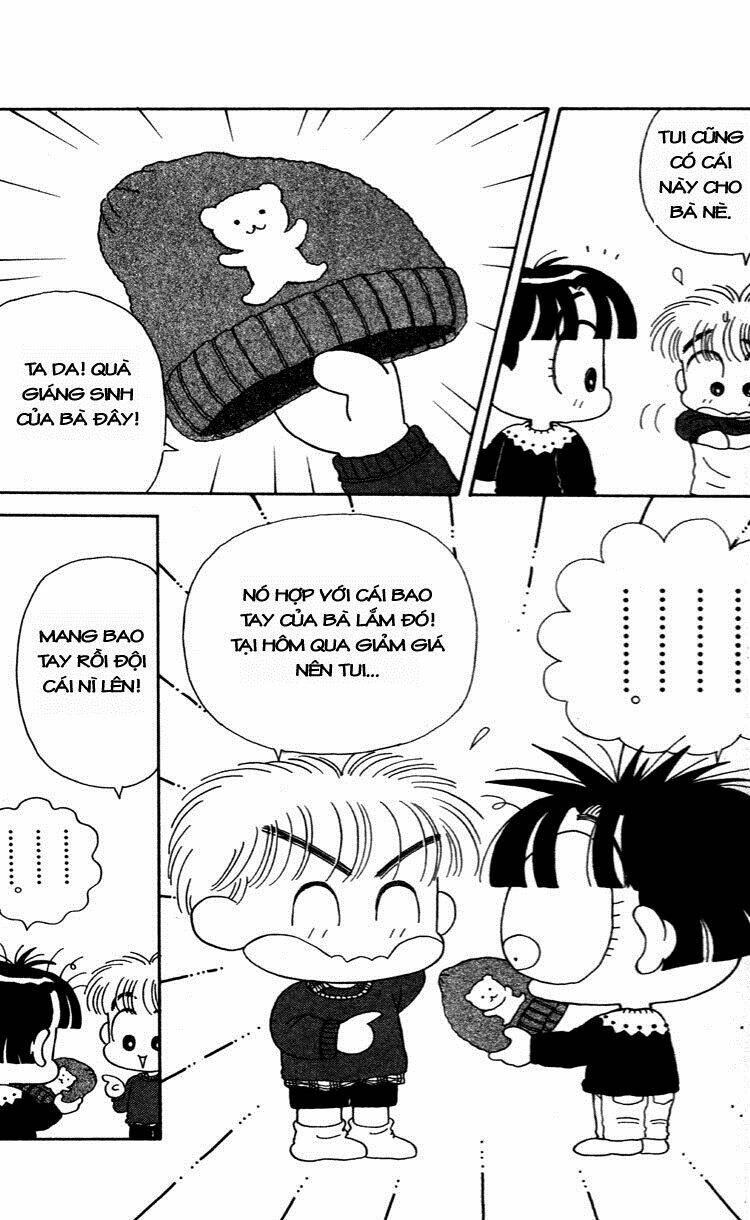 TUI CŨNG
CÓ CÁI
NÀY CHO
BÀ NÈ.
TA DA! QUÀ
GIÁNG SINH
CỦA BÀ ĐÂY!
NÓ HỢP VỚI CÁI BAO
TAY CỦA BÀ LẮM ĐÓ!
TẠI HÔM QUA GIẢM GIÁ
NÊN TUI...
MANG BAO
TAY RỒI ĐỘI
CÁI NÌ LÊN!